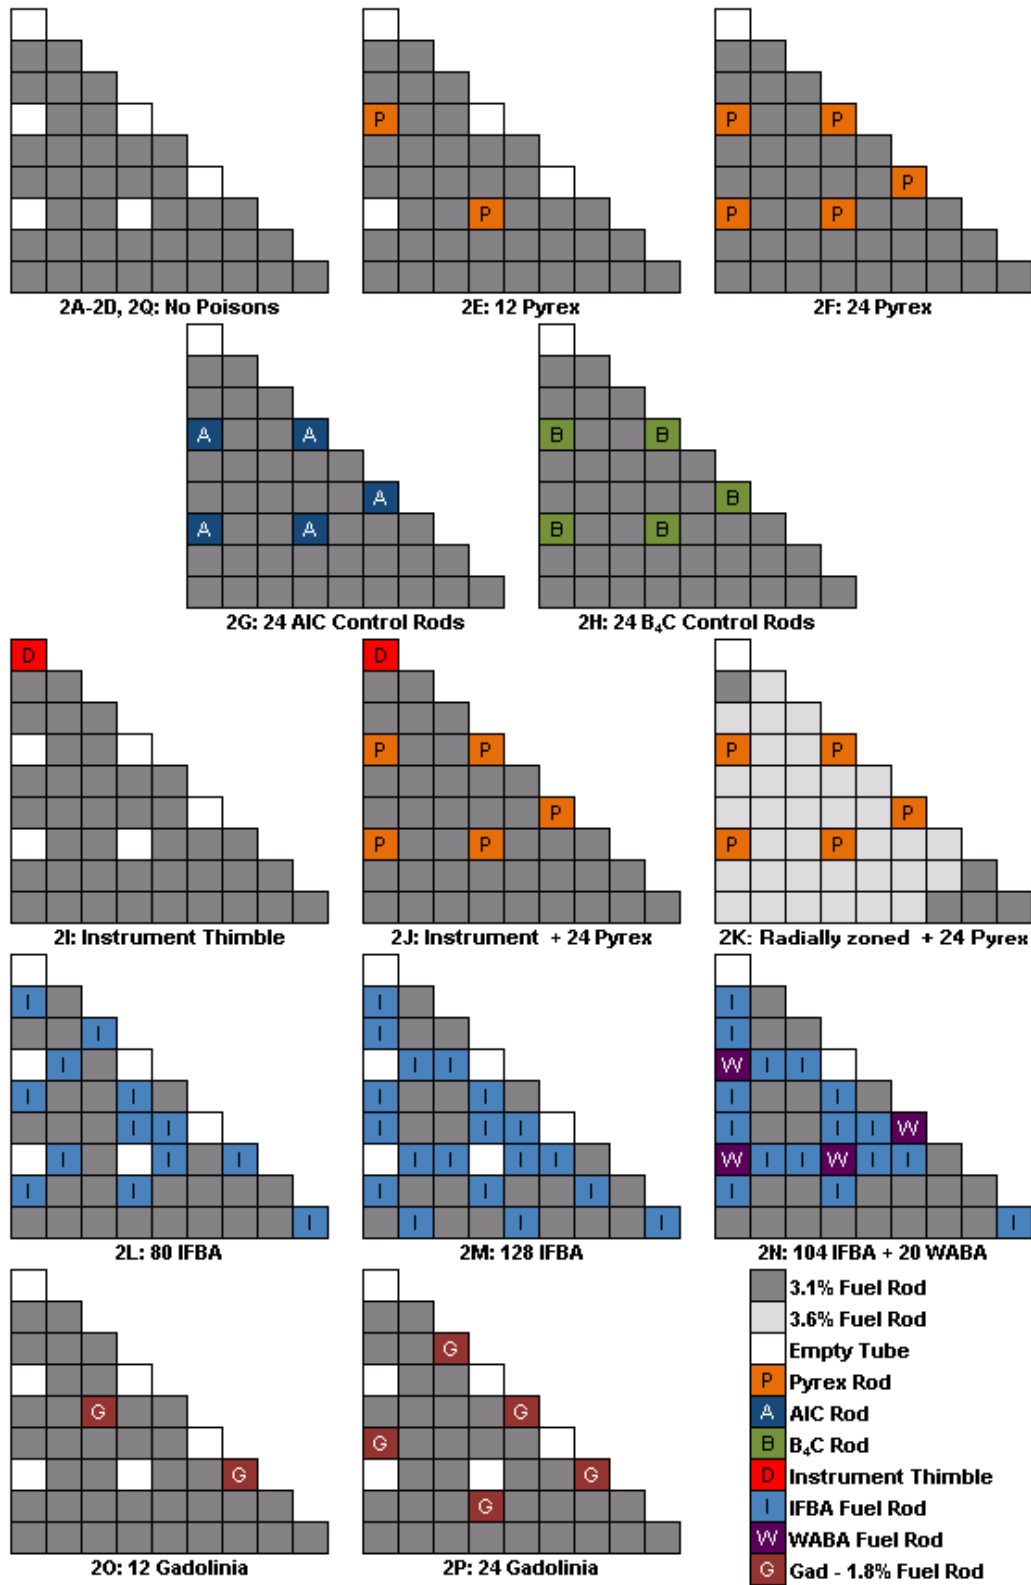 P
P
P P
P
P P
2A-2D, 2Q: No Poisons
2E: 12 Pyrex
2F: 24 Pyrex
A A
A
A A
B B
B
B B
2G: 24 AIC Control Rods
2H: 24 B₄C Control Rods
D
D
P P
P
P P
P P
P
P P
2I: Instrument Thimble
2J: Instrument + 24 Pyrex
2K: Radially zoned + 24 Pyrex
I
I
I
I I
I I
I I I
I I
I
I
I
I I
I I
I I I
I I I I
I I I
I I I
I
I
W I I
I I
I I I W
W I I W I I
I I
I
2L: 80 IFBA
2M: 128 IFBA
2N: 104 IFBA + 20 WABA
G
G
G
G
G
G
G
2O: 12 Gadolinia
2P: 24 Gadolinia
3.1% Fuel Rod
3.6% Fuel Rod
Empty Tube
P Pyrex Rod
A AIC Rod
B B₄C Rod
D Instrument Thimble
I IFBA Fuel Rod
W WABA Fuel Rod
G Gad - 1.8% Fuel Rod